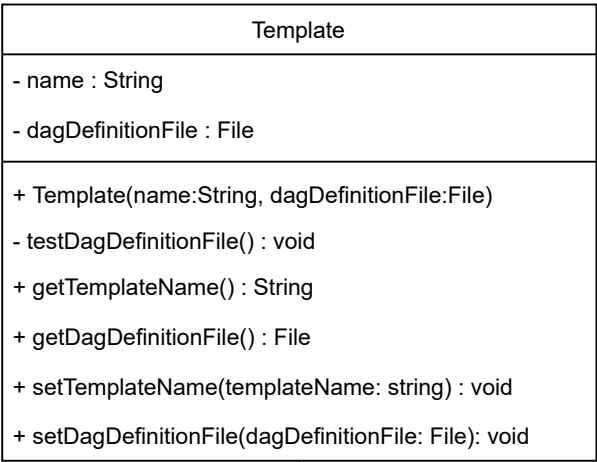 Template
- name : String
- dagDefinitionFile : File
+ Template(name:String, dagDefinitionFile:File)
- testDagDefinitionFile() : void
+ getTemplateName() : String
+ getDagDefinitionFile() : File
+ setTemplateName(templateName: string) : void
+ setDagDefinitionFile(dagDefinitionFile: File): void